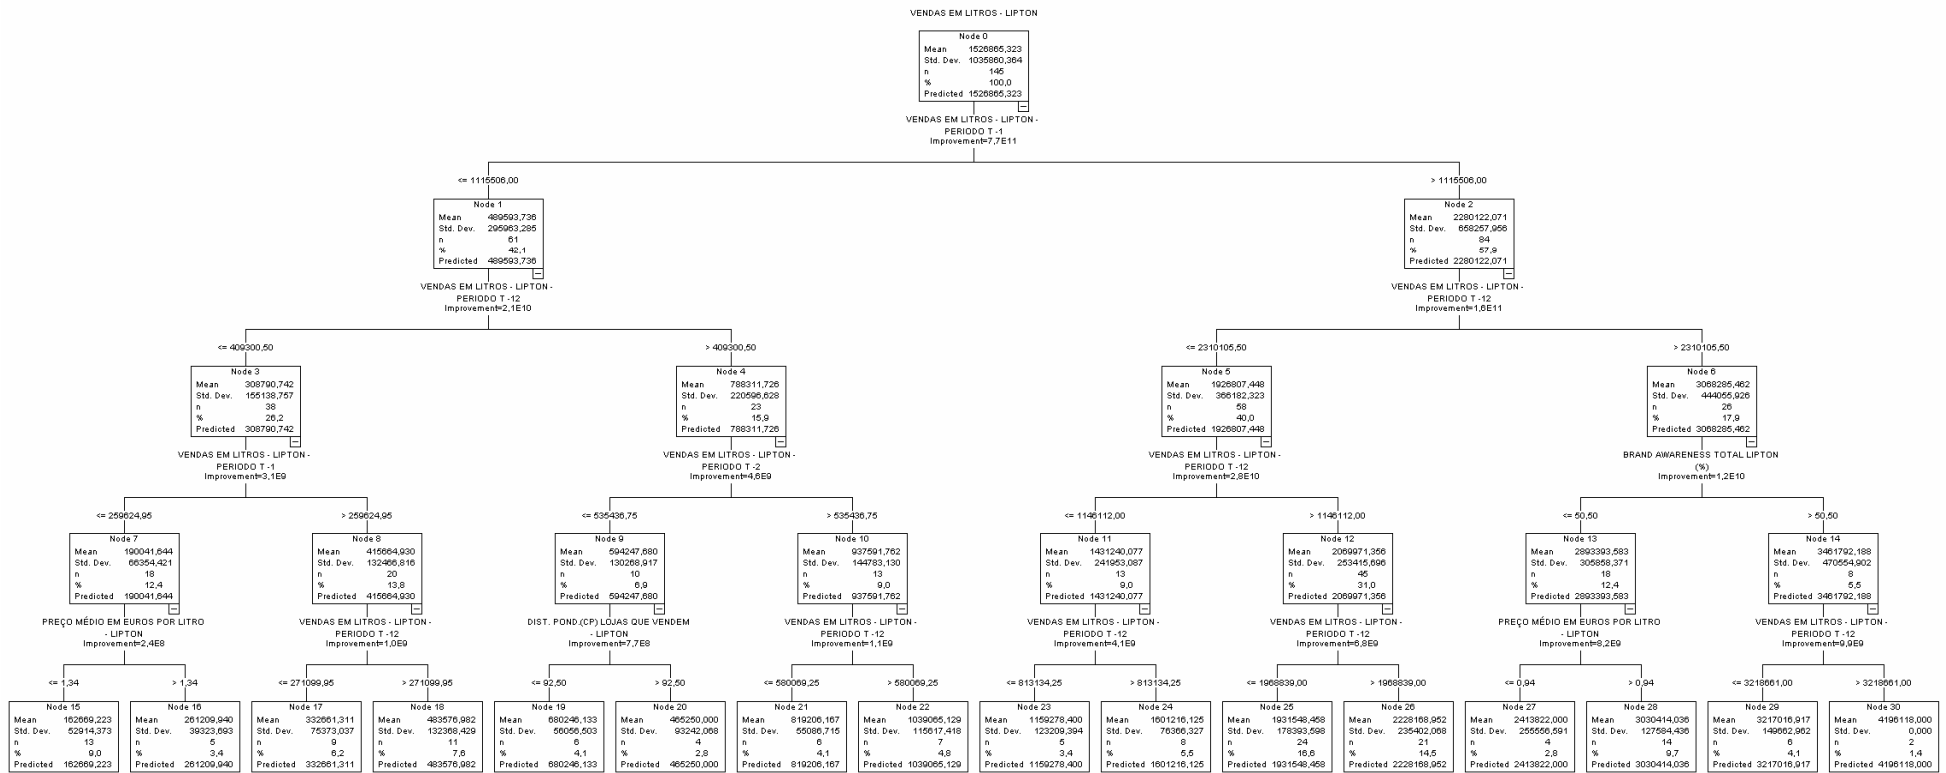 VENDAS EM LITROS - LIPTON
Node 0
Mean 1526865,323
Std. Dev. 1035860,364
n 145
% 100,0
Predicted 1526865,323
VENDAS EM LITROS - LIPTON -
PERIODO T -1
Improvement=7,7E11
<= 1115506,00
> 1115506,00
Node 1
Mean 489593,736
Std. Dev. 295963,285
n 61
% 42,1
Predicted 489593,736
Node 2
Mean 2280122,071
Std. Dev. 658257,956
n 84
% 57,9
Predicted 2280122,071
VENDAS EM LITROS - LIPTON -
PERIODO T -12
Improvement=2,1E10
VENDAS EM LITROS - LIPTON -
PERIODO T -12
Improvement=1,6E11
<= 409300,50
> 409300,50
<= 2310105,50
> 2310105,50
Node 3
Mean 308790,742
Std. Dev. 155138,757
n 38
% 26,2
Predicted 308790,742
Node 4
Mean 788311,726
Std. Dev. 220596,628
n 23
% 15,9
Predicted 788311,726
Node 5
Mean 1926807,448
Std. Dev. 366182,323
n 58
% 40,0
Predicted 1926807,448
Node 6
Mean 3068285,462
Std. Dev. 444055,926
n 26
% 17,9
Predicted 3068285,462
VENDAS EM LITROS - LIPTON -
PERIODO T -1
Improvement=3,1E9
VENDAS EM LITROS - LIPTON -
PERIODO T -2
Improvement=4,6E9
VENDAS EM LITROS - LIPTON -
PERIODO T -12
Improvement=2,8E10
BRAND AWARENESS TOTAL LIPTON
(%)
Improvement=1,2E10
<= 259624,95
> 259624,95
<= 535436,75
> 535436,75
<= 1146112,00
> 1146112,00
<= 50,50
> 50,50
Node 7
Mean 190041,644
Std. Dev. 66354,421
n 18
% 12,4
Predicted 190041,644
Node 8
Mean 415664,930
Std. Dev. 132466,816
n 20
% 13,8
Predicted 415664,930
Node 9
Mean 594247,680
Std. Dev. 130268,917
n 10
% 6,9
Predicted 594247,680
Node 10
Mean 937591,762
Std. Dev. 144783,130
n 13
% 9,0
Predicted 937591,762
Node 11
Mean 1431240,077
Std. Dev. 241953,087
n 13
% 9,0
Predicted 1431240,077
Node 12
Mean 2069971,356
Std. Dev. 253415,696
n 45
% 31,0
Predicted 2069971,356
Node 13
Mean 2893393,583
Std. Dev. 305858,371
n 18
% 12,4
Predicted 2893393,583
Node 14
Mean 3461792,188
Std. Dev. 470554,902
n 8
% 5,5
Predicted 3461792,188
PREÇO MÉDIO EM EUROS POR LITRO
- LIPTON
Improvement=2,4E8
VENDAS EM LITROS - LIPTON -
PERIODO T -12
Improvement=1,0E9
DIST. POND.(CP) LOJAS QUE VENDEM
- LIPTON
Improvement=7,7E8
VENDAS EM LITROS - LIPTON -
PERIODO T -12
Improvement=1,1E9
VENDAS EM LITROS - LIPTON -
PERIODO T -12
Improvement=4,1E9
VENDAS EM LITROS - LIPTON -
PERIODO T -12
Improvement=6,8E9
PREÇO MÉDIO EM EUROS POR LITRO
- LIPTON
Improvement=8,2E9
VENDAS EM LITROS - LIPTON -
PERIODO T -12
Improvement=9,9E9
<= 1,34
> 1,34
<= 271099,95
> 271099,95
<= 92,50
> 92,50
<= 580069,25
> 580069,25
<= 813134,25
> 813134,25
<= 1968839,00
> 1968839,00
<= 0,94
> 0,94
<= 3218661,00
> 3218661,00
Node 15
Mean 162669,223
Std. Dev. 52914,373
n 13
% 9,0
Predicted 162669,223
Node 16
Mean 261209,940
Std. Dev. 39323,693
n 5
% 3,4
Predicted 261209,940
Node 17
Mean 332661,311
Std. Dev. 75373,037
n 9
% 6,2
Predicted 332661,311
Node 18
Mean 483576,982
Std. Dev. 132368,429
n 11
% 7,6
Predicted 483576,982
Node 19
Mean 680246,133
Std. Dev. 56056,503
n 6
% 4,1
Predicted 680246,133
Node 20
Mean 465250,000
Std. Dev. 93242,068
n 4
% 2,8
Predicted 465250,000
Node 21
Mean 819206,167
Std. Dev. 55086,715
n 6
% 4,1
Predicted 819206,167
Node 22
Mean 1039065,129
Std. Dev. 115617,418
n 7
% 4,8
Predicted 1039065,129
Node 23
Mean 1159278,400
Std. Dev. 123209,394
n 5
% 3,4
Predicted 1159278,400
Node 24
Mean 1601216,125
Std. Dev. 76366,327
n 8
% 5,5
Predicted 1601216,125
Node 25
Mean 1931548,458
Std. Dev. 178393,598
n 24
% 16,6
Predicted 1931548,458
Node 26
Mean 2228168,952
Std. Dev. 235402,068
n 21
% 14,5
Predicted 2228168,952
Node 27
Mean 2413822,000
Std. Dev. 255556,591
n 4
% 2,8
Predicted 2413822,000
Node 28
Mean 3030414,036
Std. Dev. 127584,436
n 14
% 9,7
Predicted 3030414,036
Node 29
Mean 3217016,917
Std. Dev. 149662,962
n 6
% 4,1
Predicted 3217016,917
Node 30
Mean 4196118,000
Std. Dev. 0,000
n 2
% 1,4
Predicted 4196118,000